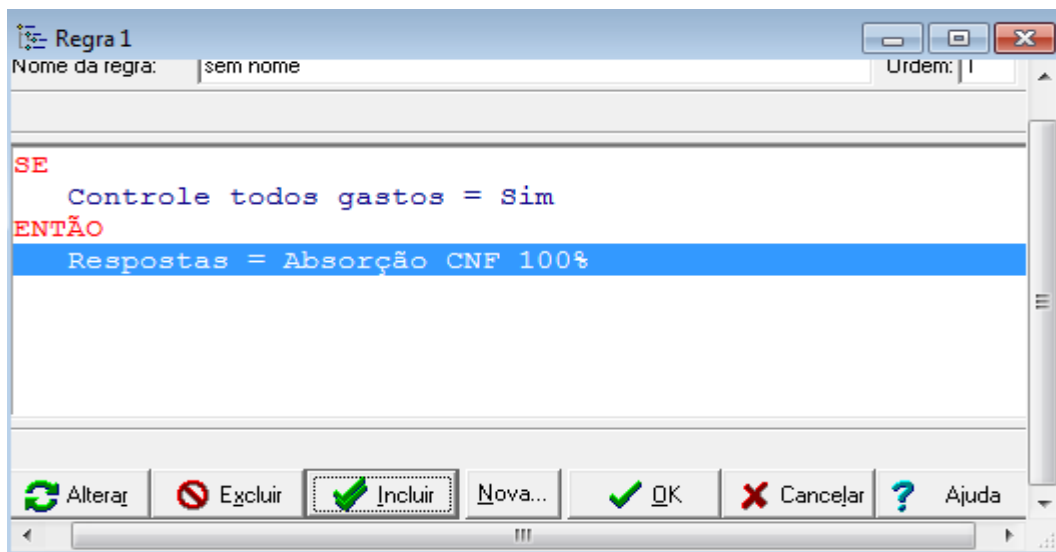 Regra 1
Nome da regra: sem nome Ordem: 1
SE
Controle todos gastos = Sim
ENTÃO
Respostas = Absorção CNF 100%
Alterar Excluir Incluir Nova... OK Cancelar Ajuda